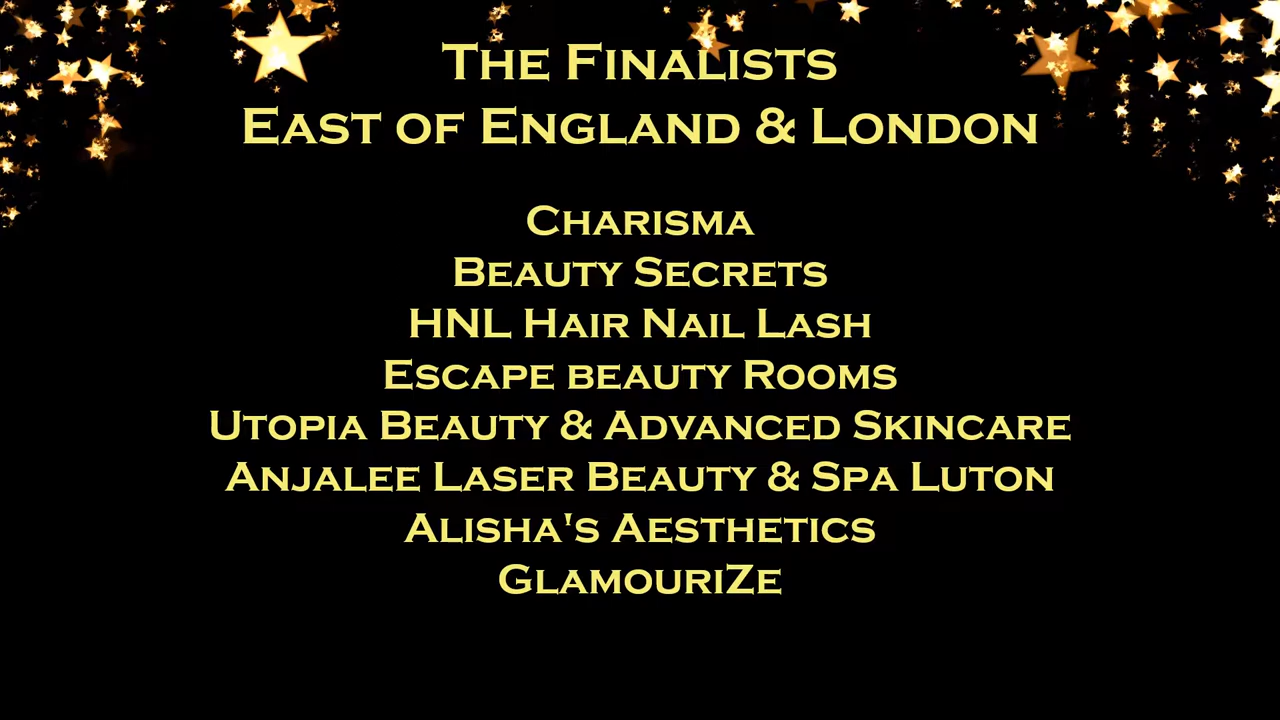 The Finalists
East of England & London
Charisma
Beauty Secrets
HNL Hair Nail Lash
Escape beauty Rooms
Utopia Beauty & Advanced Skincare
Anjalee Laser Beauty & Spa Luton
Alisha's Aesthetics
GlamouriZe